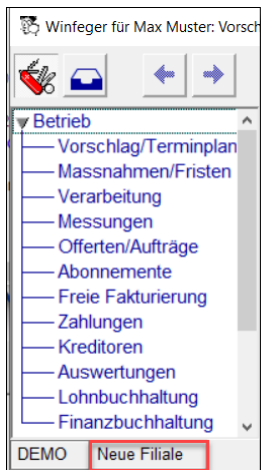 Winfeger für Max Muster: Vorsch
Betrieb
Vorschlag/Terminplan
Massnahmen/Fristen
Verarbeitung
Messungen
Offerten/Aufträge
Abonnemente
Freie Fakturierung
Zahlungen
Kreditoren
Auswertungen
Lohnbuchhaltung
Finanzbuchhaltung
DEMO Neue Filiale